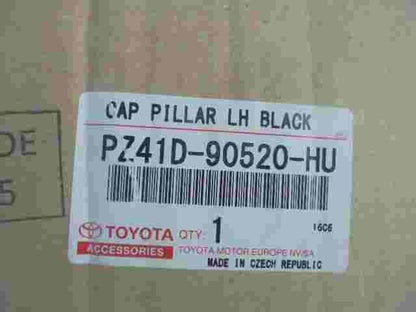 CAP PILLAR LH BLACK
PZ41D-90520-HU
DE
5
TOYOTA QTY: 1 16C6
ACCESSORIES TOYOTA MOTOR EUROPE NV/SA
MADE IN CZECH REPUBLIC